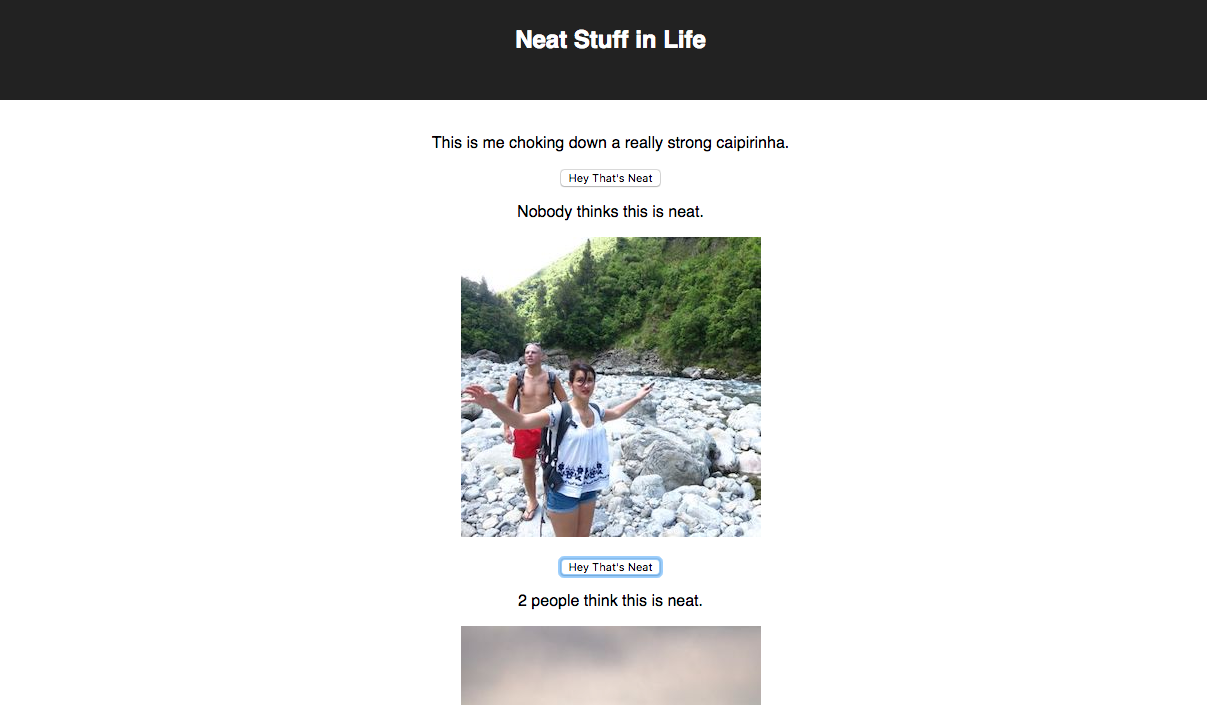 Neat Stuff in Life
This is me choking down a really strong caipirinha.
Hey That's Neat
Nobody thinks this is neat.
Hey That's Neat
2 people think this is neat.